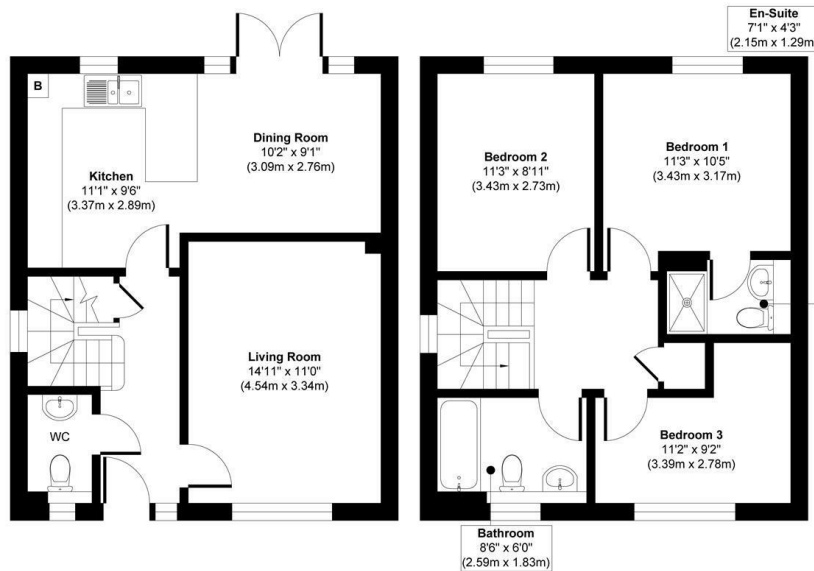 En-Suite
7'1" x 4'3"
(2.15m x 1.29m)
B
Dining Room
10'2" x 9'1"
(3.09m x 2.76m)
Kitchen
11'1" x 9'6"
(3.37m x 2.89m)
Bedroom 2
11'3" x 8'11"
(3.43m x 2.73m)
Bedroom 1
11'3" x 10'5"
(3.43m x 3.17m)
Living Room
14'11" x 11'0"
(4.54m x 3.34m)
WC
Bedroom 3
11'2" x 9'2"
(3.39m x 2.78m)
Bathroom
8'6" x 6'0"
(2.59m x 1.83m)